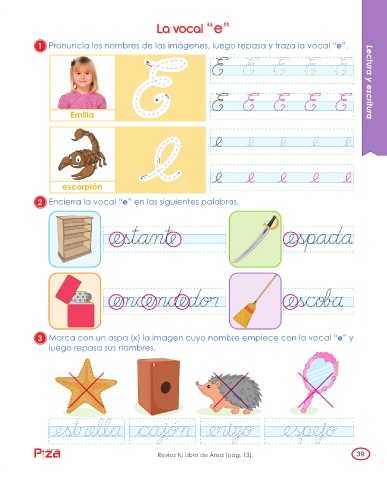 La vocal “e”
1 Pronuncia los nombres de las imágenes, luego repasa y traza la vocal “e”.
Lectura y escritura
Emilia
E
E E E E E
E E E E E
escorpión
e
e e e e e
e e e e e
2 Encierra la vocal “e” en las siguientes palabras.
estante
espada
encendedor
escoba
3 Marca con un aspa (x) la imagen cuyo nombre empiece con la vocal “e” y
luego repasa sus nombres.
estrella cajón erizo espejo
Piza
Revisa tu Libro de Área (pág. 13)
39